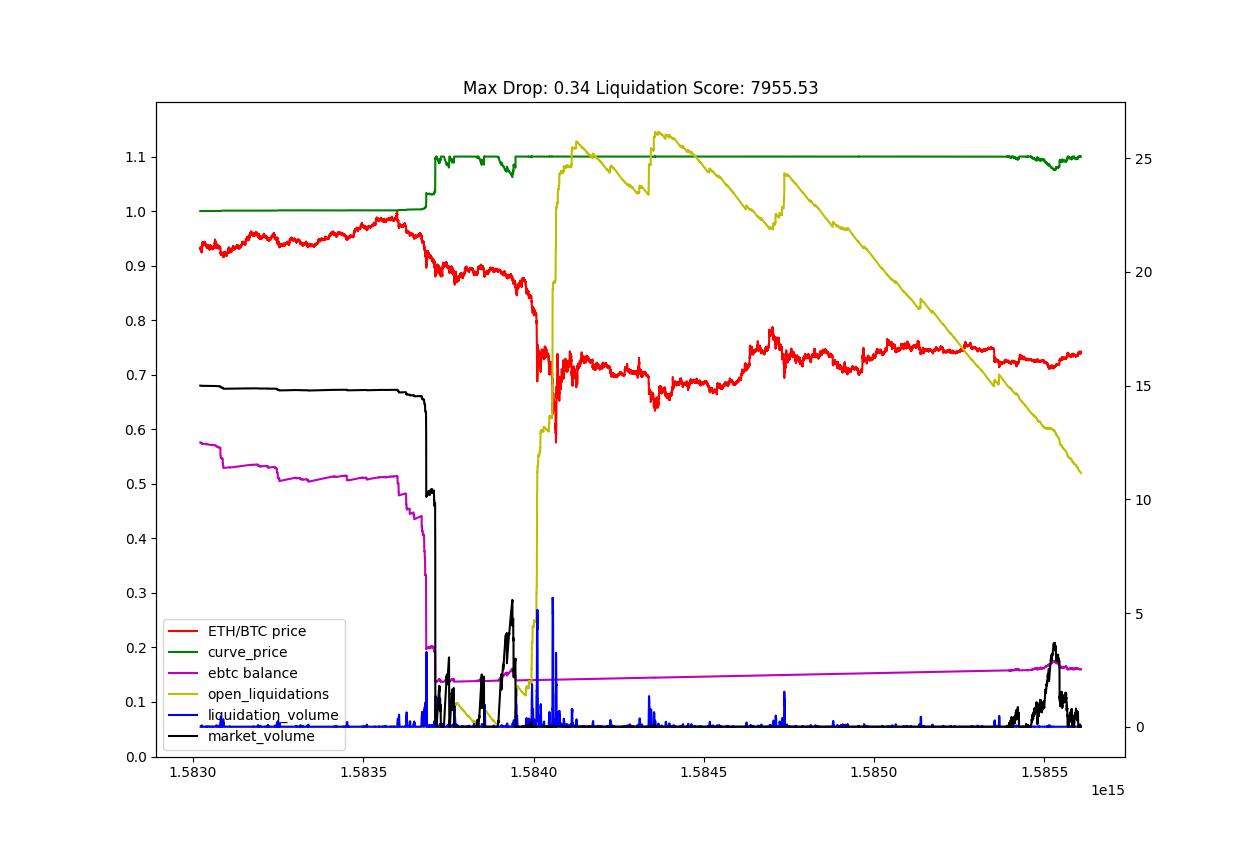 Max Drop: 0.34 Liquidation Score: 7955.53
1.1
1.0
0.9
0.8
0.7
0.6
0.5
0.4
0.3
0.2
0.1
0.0
25
20
15
10
5
0
ETH/BTC price
curve_price
ebtc balance
open_liquidations
liquidation_volume
market_volume
1.5830 1.5835 1.5840 1.5845 1.5850 1.5855
1e15